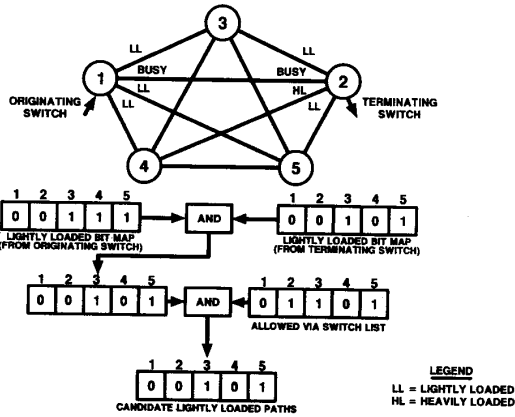 3
LL
LL
1
BUSY
BUSY
2
LL
HL
LL
LL
ORIGINATING
SWITCH
TERMINATING
SWITCH
4
5
1 2 3 4 5
0 0 1 1 1
AND
1 2 3 4 5
0 0 1 0 1
LIGHTLY LOADED BIT MAP
(FROM ORIGINATING SWITCH)
LIGHTLY LOADED BIT MAP
(FROM TERMINATING SWITCH)
1 2 3 4 5
0 0 1 0 1
AND
1 2 3 4 5
0 1 1 0 1
ALLOWED VIA SWITCH LIST
1 2 3 4 5
0 0 1 0 1
CANDIDATE LIGHTLY LOADED PATHS
LEGEND
LL = LIGHTLY LOADED
HL = HEAVILY LOADED